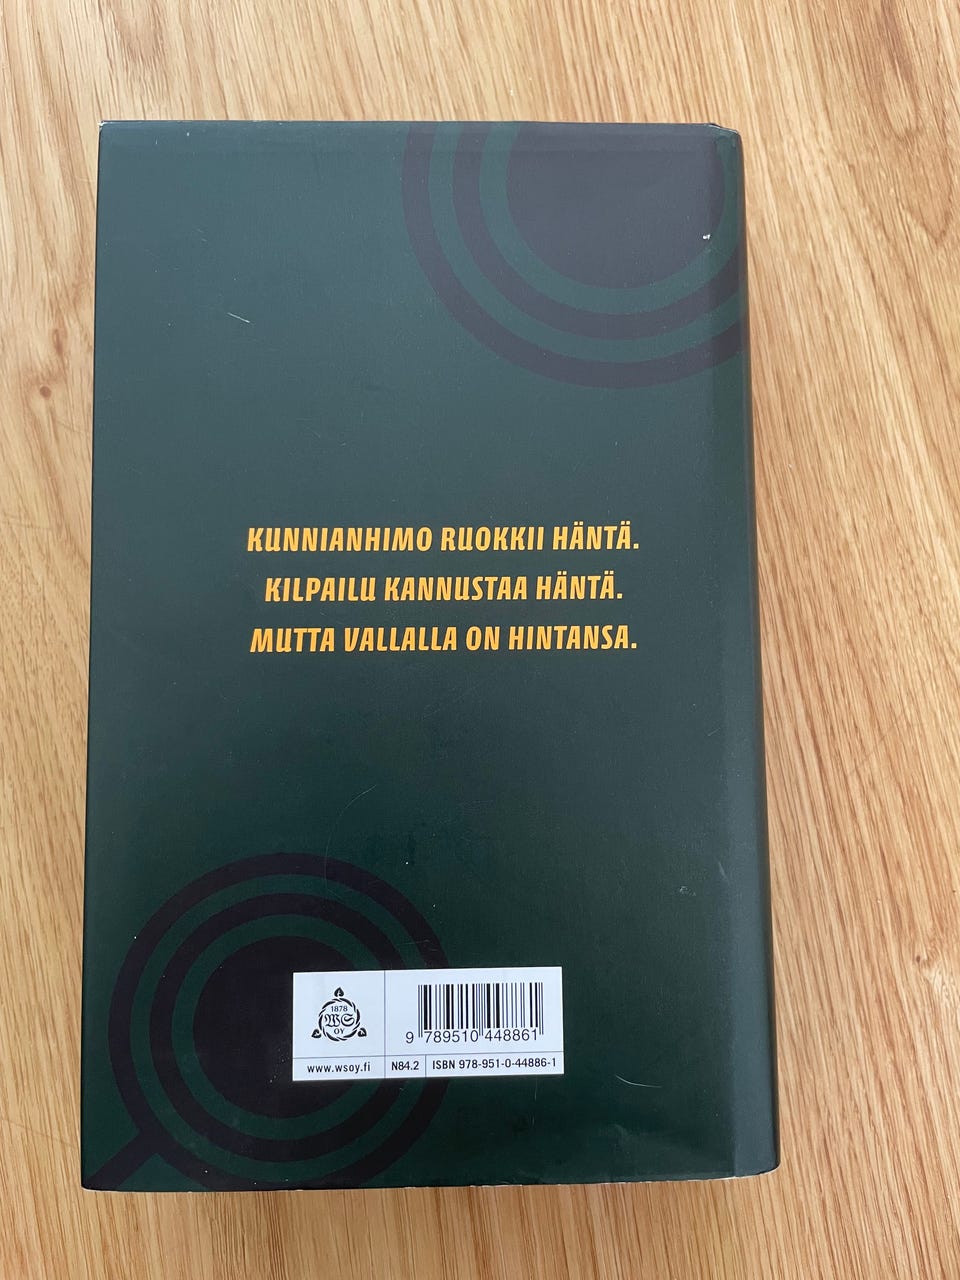 KUNNIANHIMO RUOKKII HÄNTÄ.
KILPAILU KANNUSTAA HÄNTÄ.
MUTTA VALLALLA ON HINTANSA.
1878
WS
OY
9 789510 448861
www.wsoy.fi
N84.2
ISBN 978-951-0-44886-1